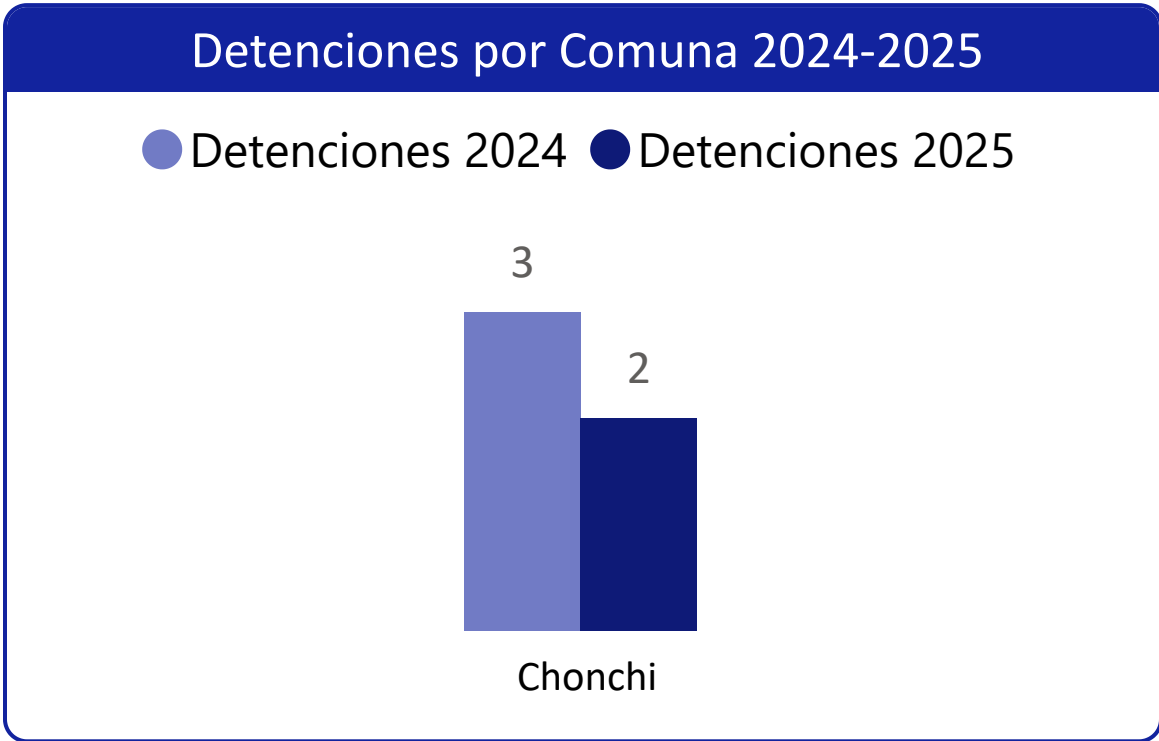 Detenciones por Comuna 2024-2025
Detenciones 2024 Detenciones 2025
3
2
Chonchi